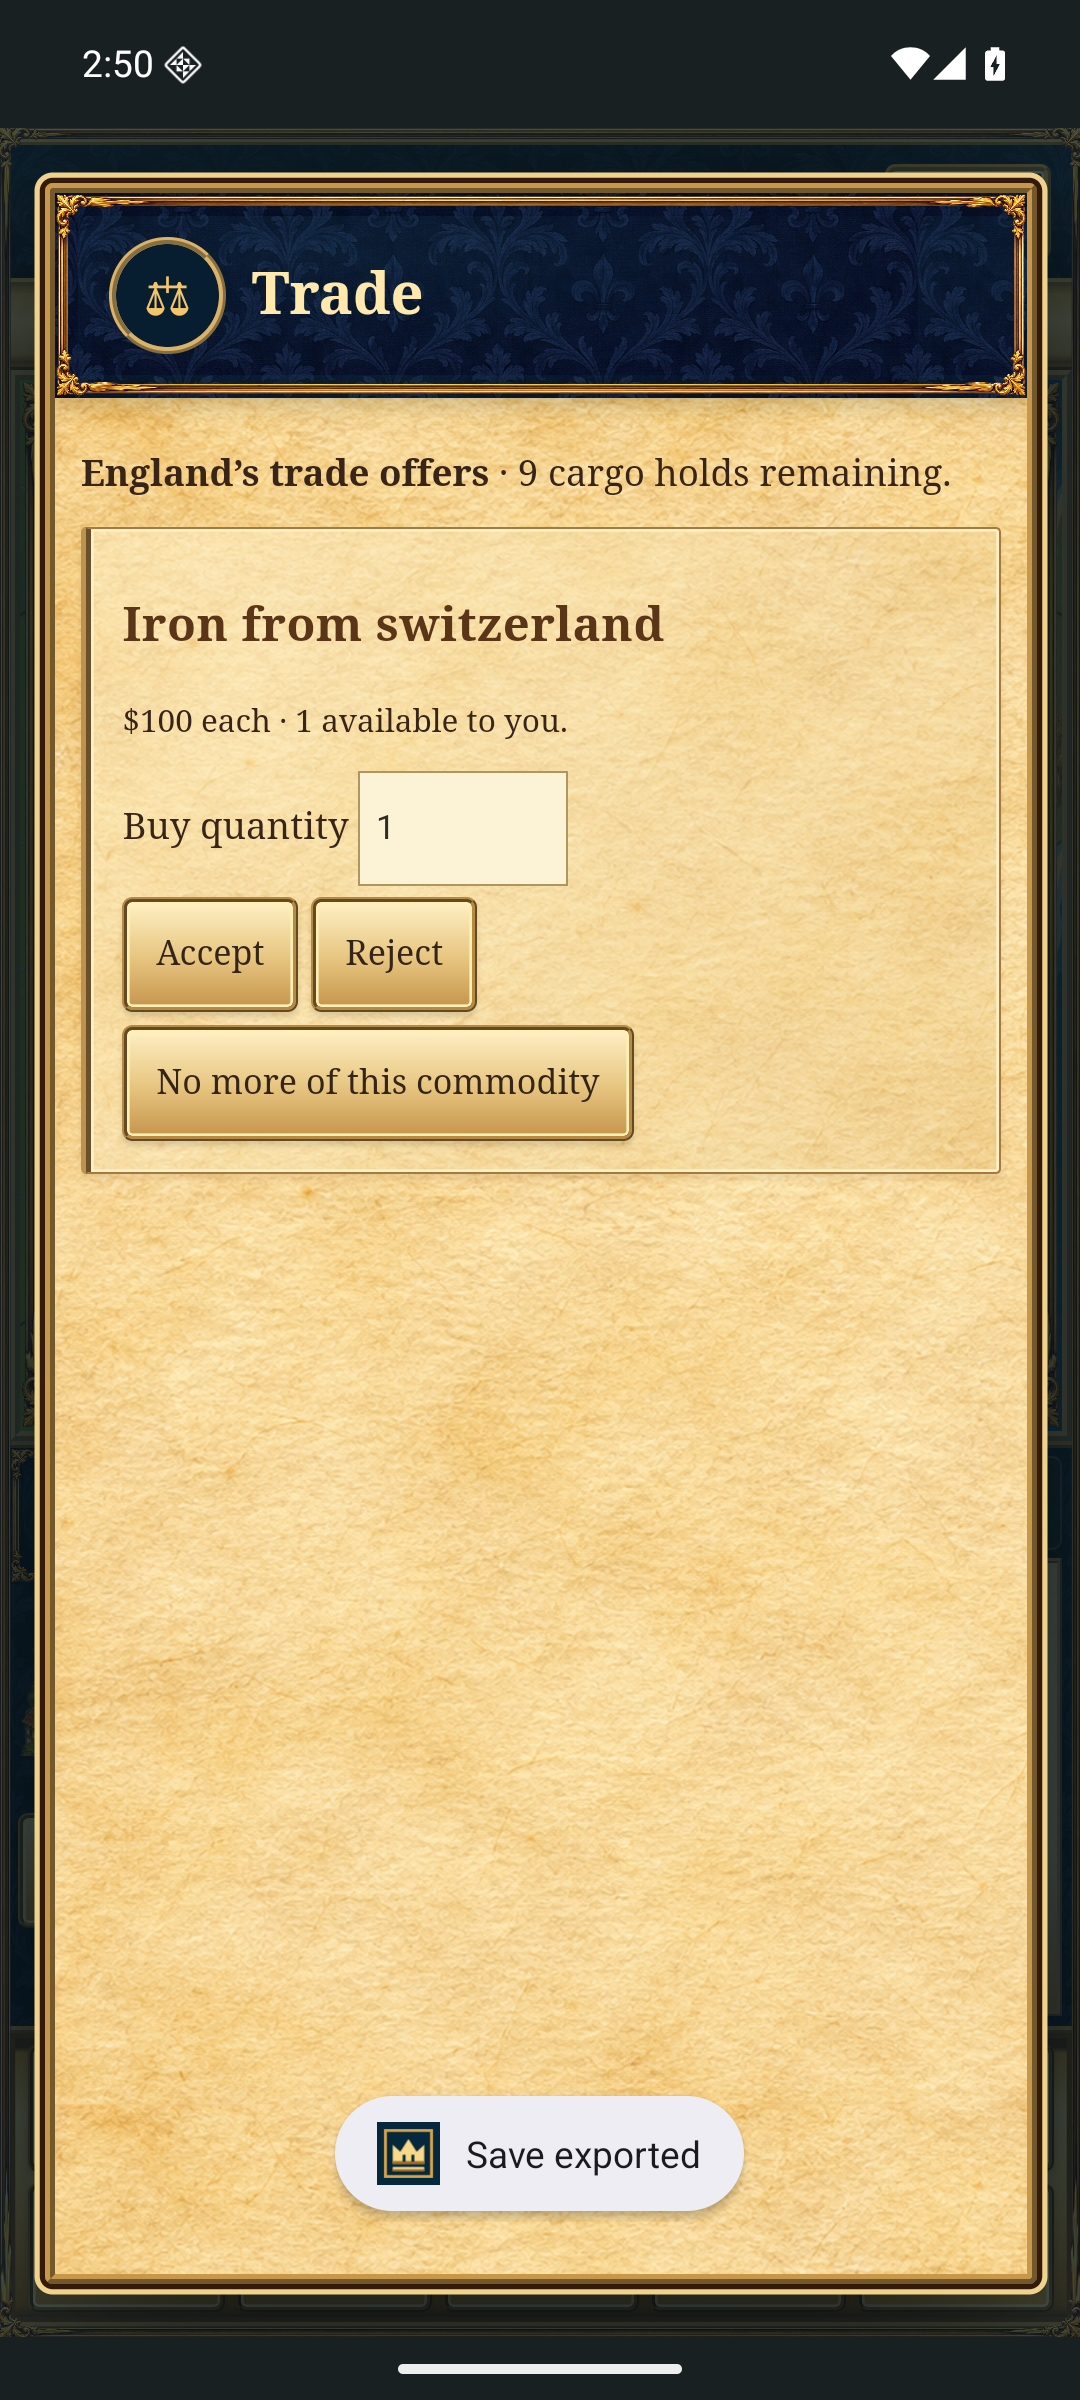 2:50
Trade
England’s trade offers · 9 cargo holds remaining.
Iron from switzerland
$100 each · 1 available to you.
Buy quantity 1
Accept Reject
No more of this commodity
Save exported